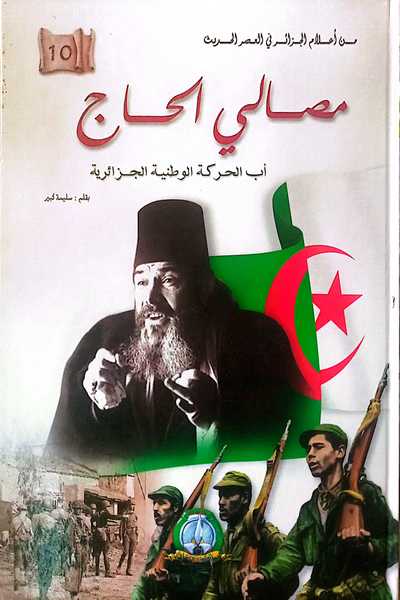 من أعلام الجزائر في العصر الحديث
10
مصالي الحاج
أب الحركة الوطنية الجزائرية
بقلم : سليمة كبير